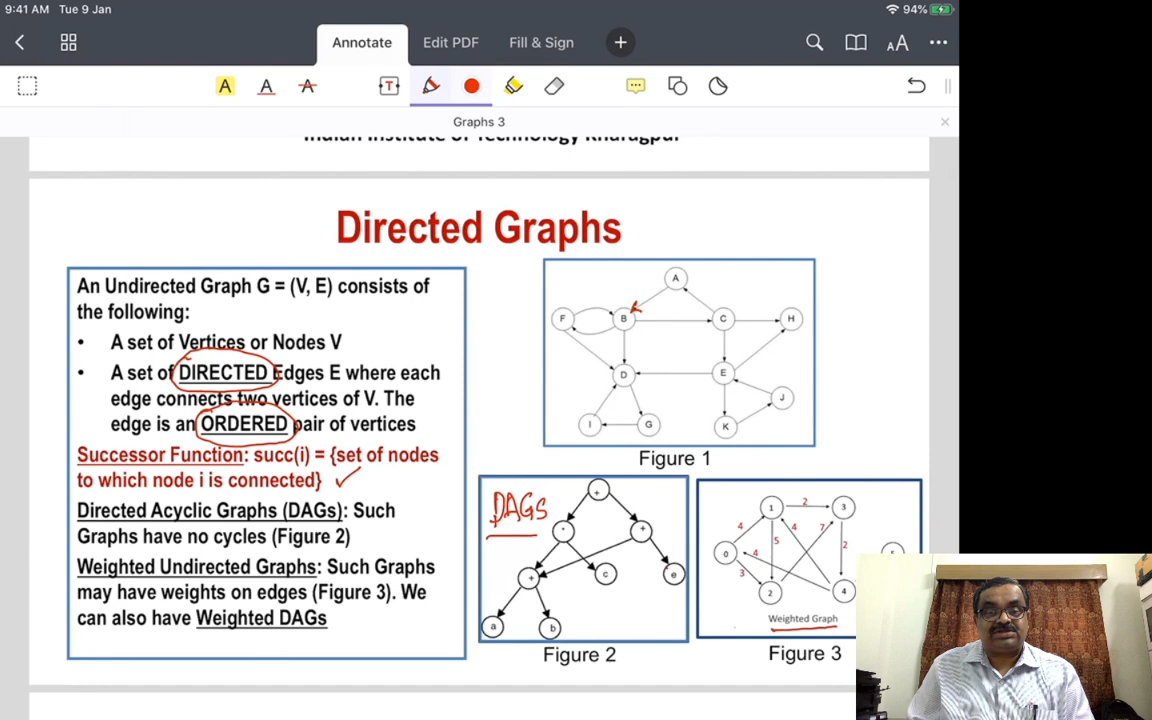 9:41 AM Tue 9 Jan
94%
Annotate
Edit PDF
Fill & Sign
Graphs 3
Indian Institute of Technology Kharagpur
Directed Graphs
An Undirected Graph G = (V, E) consists of
the following:
• A set of Vertices or Nodes V
• A set of DIRECTED Edges E where each
edge connects two vertices of V. The
edge is an ORDERED pair of vertices
Successor Function: succ(i) = {set of nodes
to which node i is connected}
Directed Acyclic Graphs (DAGs): Such
Graphs have no cycles (Figure 2)
Weighted Undirected Graphs: Such Graphs
may have weights on edges (Figure 3). We
can also have Weighted DAGs
A
F B C H
D E
J
I G K
Figure 1
DAGS
+
* +
+ c e
a b
Figure 2
1 2 3
4 5 4 7 2
0 4
3
2 4
Weighted Graph
Figure 3